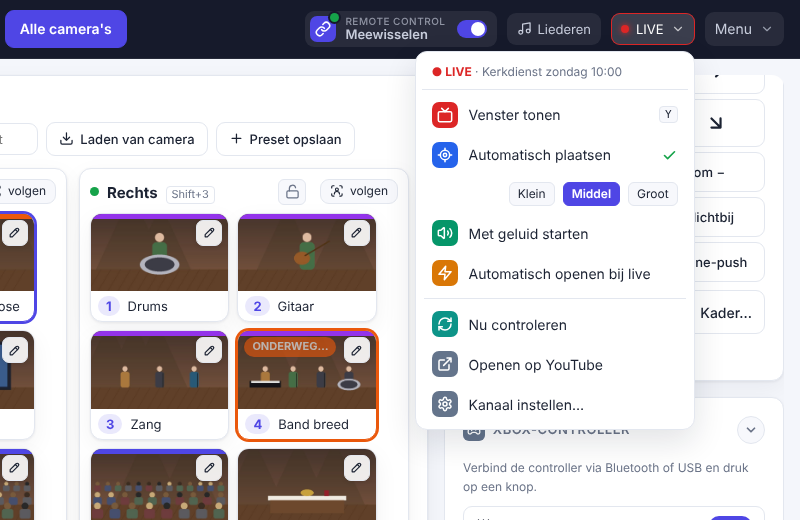 Alle camera's
REMOTE CONTROL
Meewisselen
Liederen
LIVE
Menu
LIVE · Kerkdienst zondag 10:00
Venster tonen
Y
Automatisch plaatsen
Klein
Middel
Groot
Met geluid starten
Automatisch openen bij live
Nu controleren
Openen op YouTube
Kanaal instellen...
Laden van camera
Preset opslaan
volgen
Rechts
Shift+3
volgen
1 Drums
2 Gitaar
3 Zang
ONDERWEG...
4 Band breed
om –
ichtbij
ne-push
Kader...
XBOX-CONTROLLER
Verbind de controller via Bluetooth of USB en druk
op een knop.